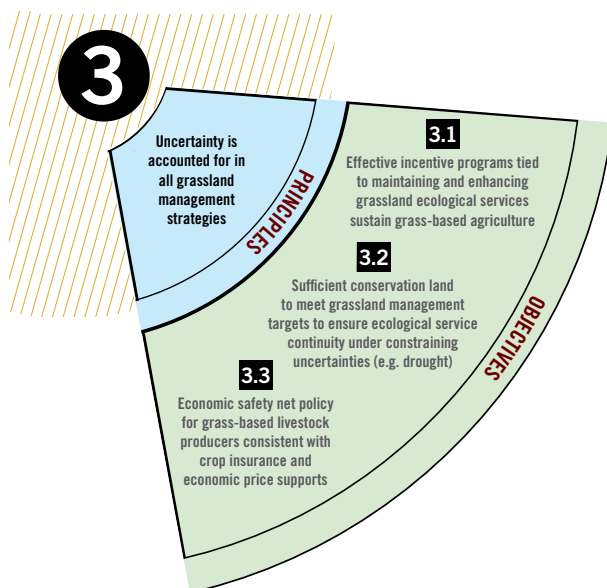 3
Uncertainty is
accounted for in
all grassland
management
strategies
PRINCIPLES
3.1
Effective incentive programs tied
to maintaining and enhancing
grassland ecological services
sustain grass-based agriculture
3.2
Sufficient conservation land
to meet grassland management
targets to ensure ecological service
continuity under constraining
uncertainties (e.g. drought)
3.3
Economic safety net policy
for grass-based livestock
producers consistent with
crop insurance and
economic price supports
OBJECTIVES